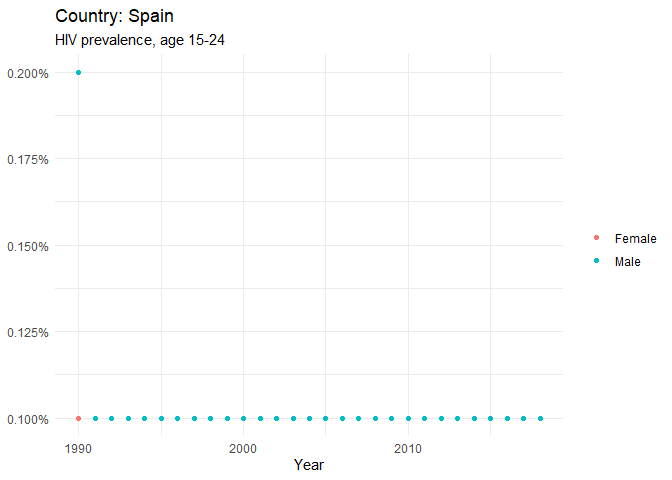 Country: Spain
HIV prevalence, age 15-24
0.200%
0.175%
0.150%
0.125%
0.100%
1990
2000
2010
Year
Female
Male